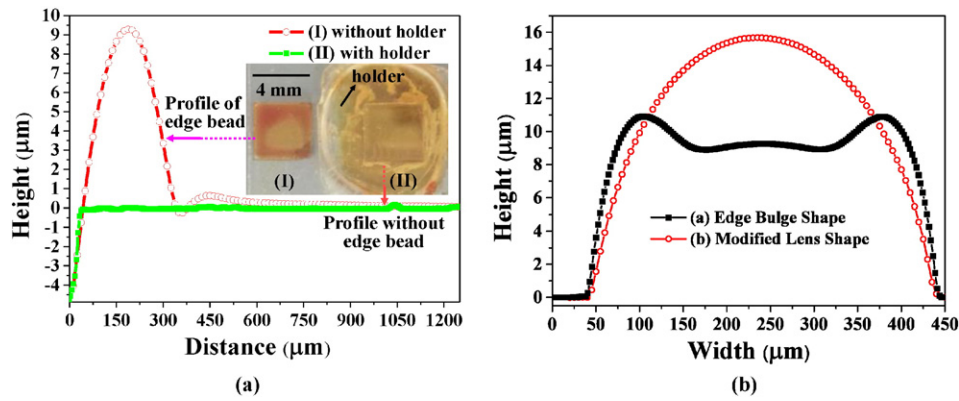 (a)
(I) without holder
(II) with holder
holder
4 mm
Profile of
edge bead
(I)
(II)
Profile without
edge bead
Height (μm)
10
9
8
7
6
5
4
3
2
1
0
-1
-2
-3
-4
0 150 300 450 600 750 900 1050 1200
Distance (μm)
(a)
Height (μm)
16
14
12
10
8
6
4
2
0
(a) Edge Bulge Shape
(b) Modified Lens Shape
0 50 100 150 200 250 300 350 400 450
Width (μm)
(b)